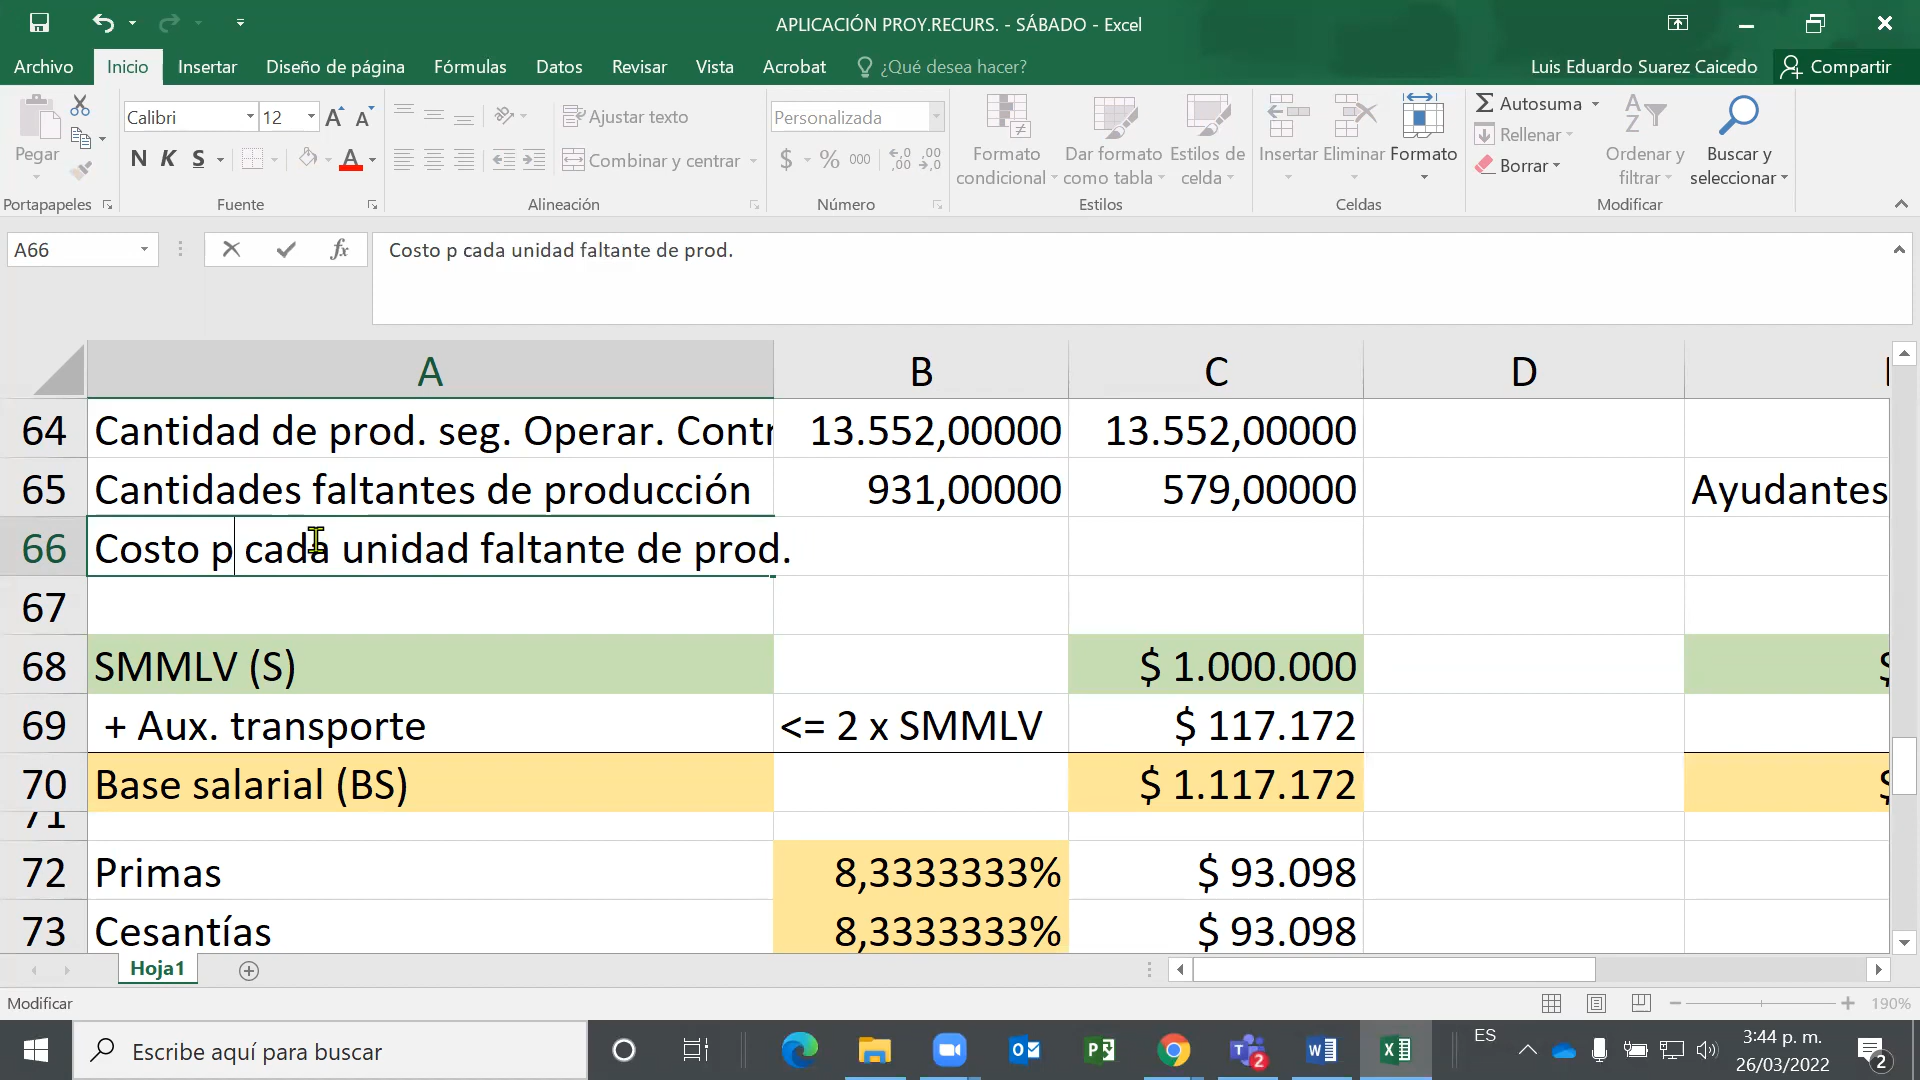 APLICACIÓN PROY.RECURS. - SÁBADO - Excel
Archivo Inicio Insertar Diseño de página Fórmulas Datos Revisar Vista Acrobat ¿Qué desea hacer? Luis Eduardo Suarez Caicedo Compartir
Calibri 12 Ajustar texto Personalizada Autosuma
Pegar N K S A Combinar y centrar $ % 000 Formato condicional Dar formato como tabla Estilos de celda Insertar Eliminar Formato Rellenar Borrar Ordenar y filtrar Buscar y seleccionar
Portapapeles Fuente Alineación Número Estilos Celdas Modificar
A66 fx Costo p cada unidad faltante de prod.
A B C D
64 Cantidad de prod. seg. Operar. Contr 13.552,00000 13.552,00000
65 Cantidades faltantes de producción 931,00000 579,00000 Ayudantes
66 Costo p cada unidad faltante de prod.
67
68 SMMLV (S) $ 1.000.000
69 + Aux. transporte <= 2 x SMMLV $ 117.172
70 Base salarial (BS) $ 1.117.172
71
72 Primas 8,3333333% $ 93.098
73 Cesantías 8,3333333% $ 93.098
Hoja1
Modificar 190%
Escribe aquí para buscar ES 3:44 p. m.
26/03/2022